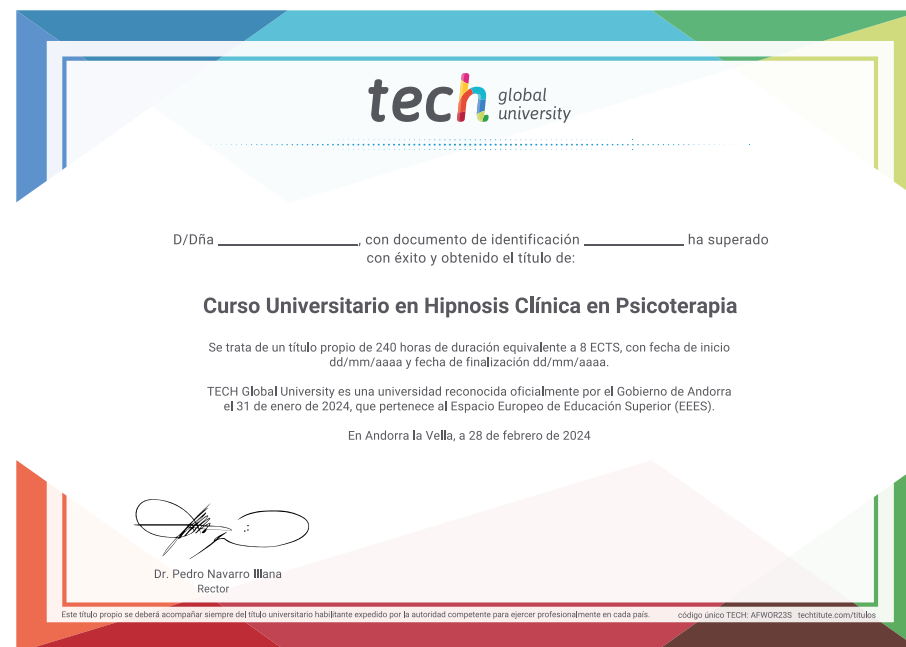 tech global
university
D/Dña ______________, con documento de identificación __________ ha superado
con éxito y obtenido el título de:
Curso Universitario en Hipnosis Clínica en Psicoterapia
Se trata de un título propio de 240 horas de duración equivalente a 8 ECTS, con fecha de inicio
dd/mm/aaaa y fecha de finalización dd/mm/aaaa.
TECH Global University es una universidad reconocida oficialmente por el Gobierno de Andorra
el 31 de enero de 2024, que pertenece al Espacio Europeo de Educación Superior (EEES).
En Andorra la Vella, a 28 de febrero de 2024
Dr. Pedro Navarro Illana
Rector
Este título propio se deberá acompañar siempre del título universitario habilitante expedido por la autoridad competente para ejercer profesionalmente en cada país.
código único TECH: AFWOR23S techtitute.com/titulos